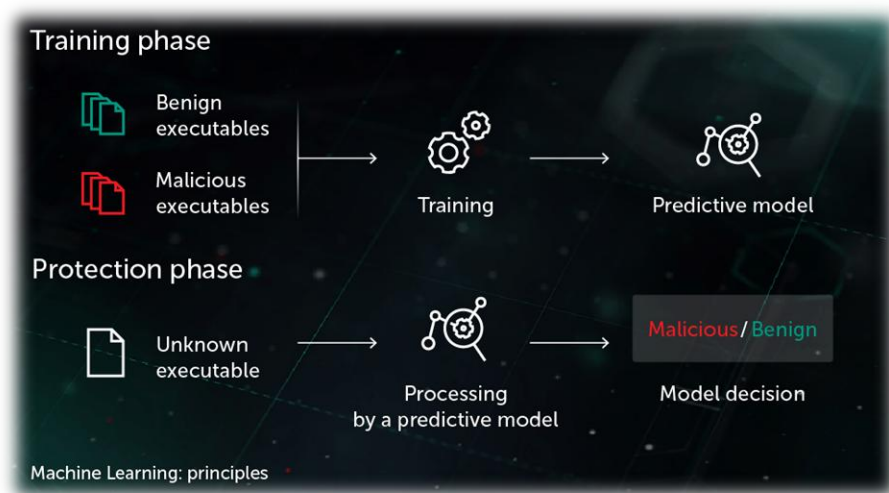 Training phase
Benign
executables
Malicious
executables
Training
Predictive model
Protection phase
Unknown
executable
Processing
by a predictive model
Malicious/Benign
Model decision
Machine Learning: principles